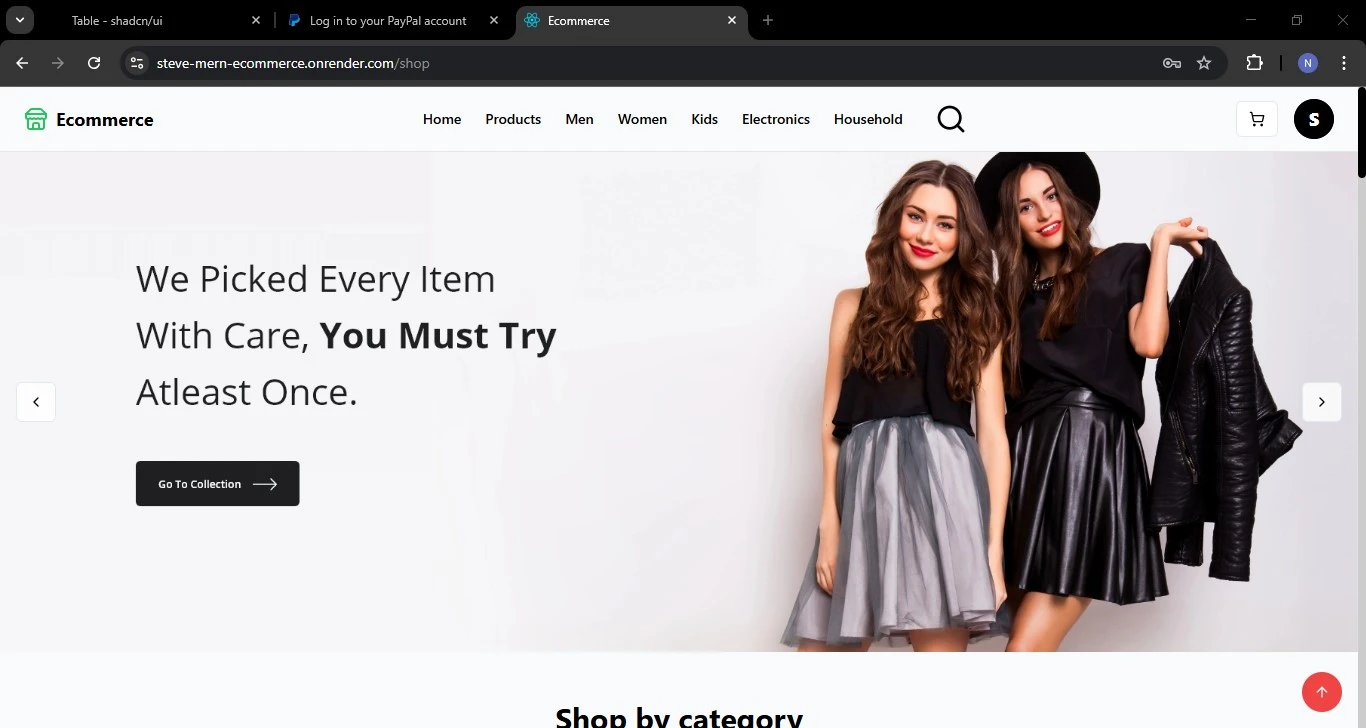 Table - shadcn/ui
Log in to your PayPal account
Ecommerce
steve-mern-ecommerce.onrender.com/shop
N
Ecommerce
Home Products Men Women Kids Electronics Household
S
We Picked Every Item
With Care, You Must Try
Atleast Once.
Go To Collection
Shop by category